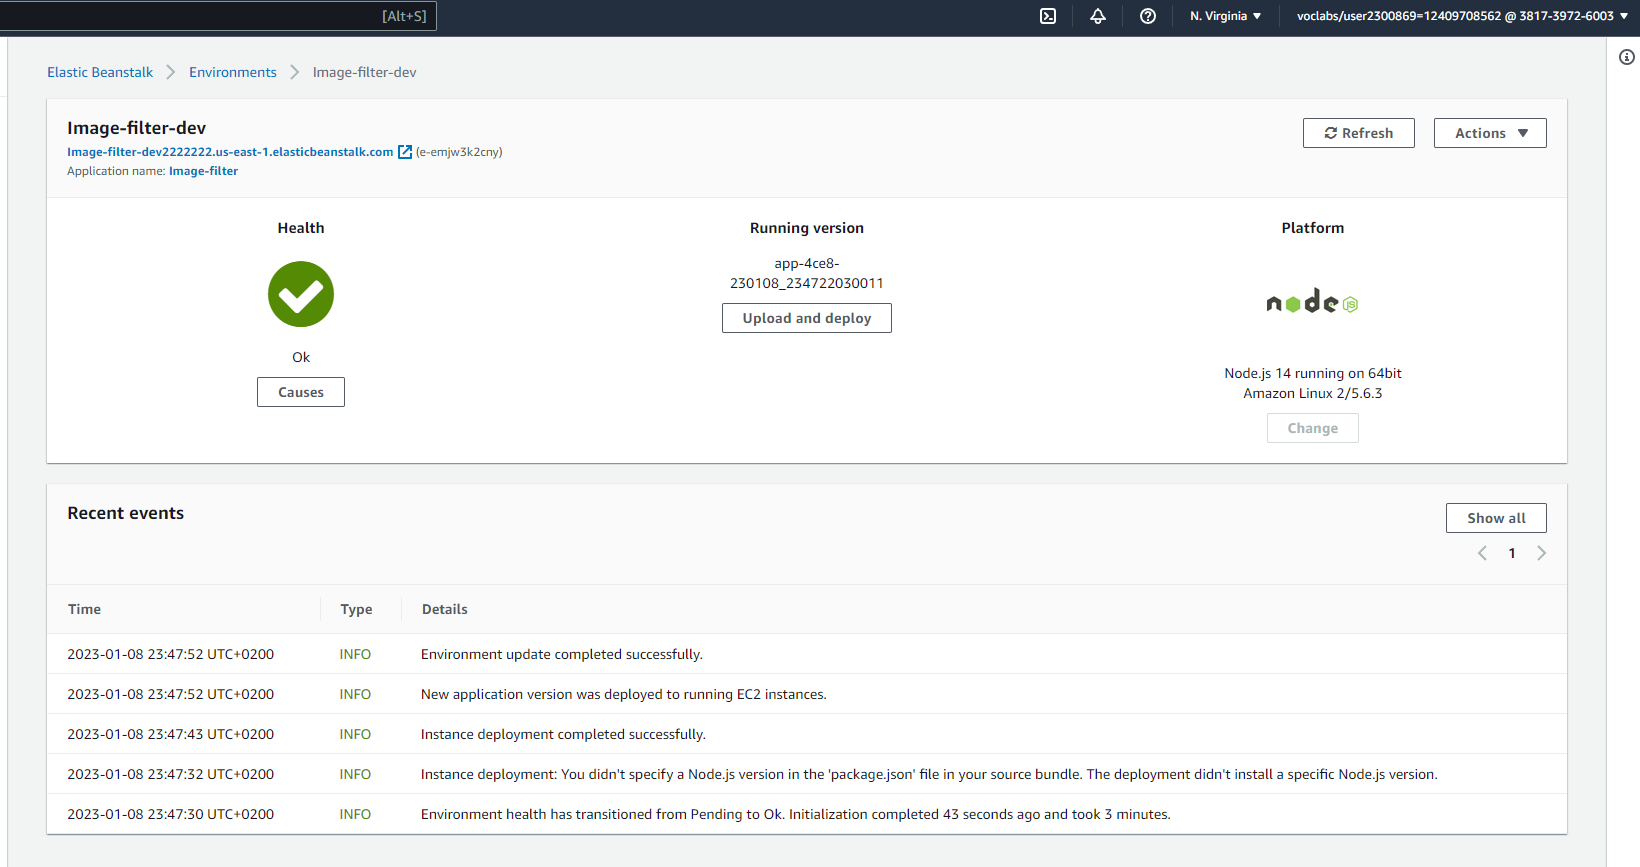 [Alt+S]
N. Virginia
voclabs/user2300869=12409708562 @ 3817-3972-6003
Elastic Beanstalk
Environments
Image-filter-dev
Image-filter-dev
Image-filter-dev2222222.us-east-1.elasticbeanstalk.com (e-emjw3k2cny)
Application name: Image-filter
Refresh
Actions
Health
Ok
Causes
Running version
app-4ce8-
230108_234722030011
Upload and deploy
Platform
node JS
Node.js 14 running on 64bit
Amazon Linux 2/5.6.3
Change
Recent events
Show all
1
Time Type Details
2023-01-08 23:47:52 UTC+0200 INFO Environment update completed successfully.
2023-01-08 23:47:52 UTC+0200 INFO New application version was deployed to running EC2 instances.
2023-01-08 23:47:43 UTC+0200 INFO Instance deployment completed successfully.
2023-01-08 23:47:32 UTC+0200 INFO Instance deployment: You didn't specify a Node.js version in the 'package.json' file in your source bundle. The deployment didn't install a specific Node.js version.
2023-01-08 23:47:30 UTC+0200 INFO Environment health has transitioned from Pending to Ok. Initialization completed 43 seconds ago and took 3 minutes.